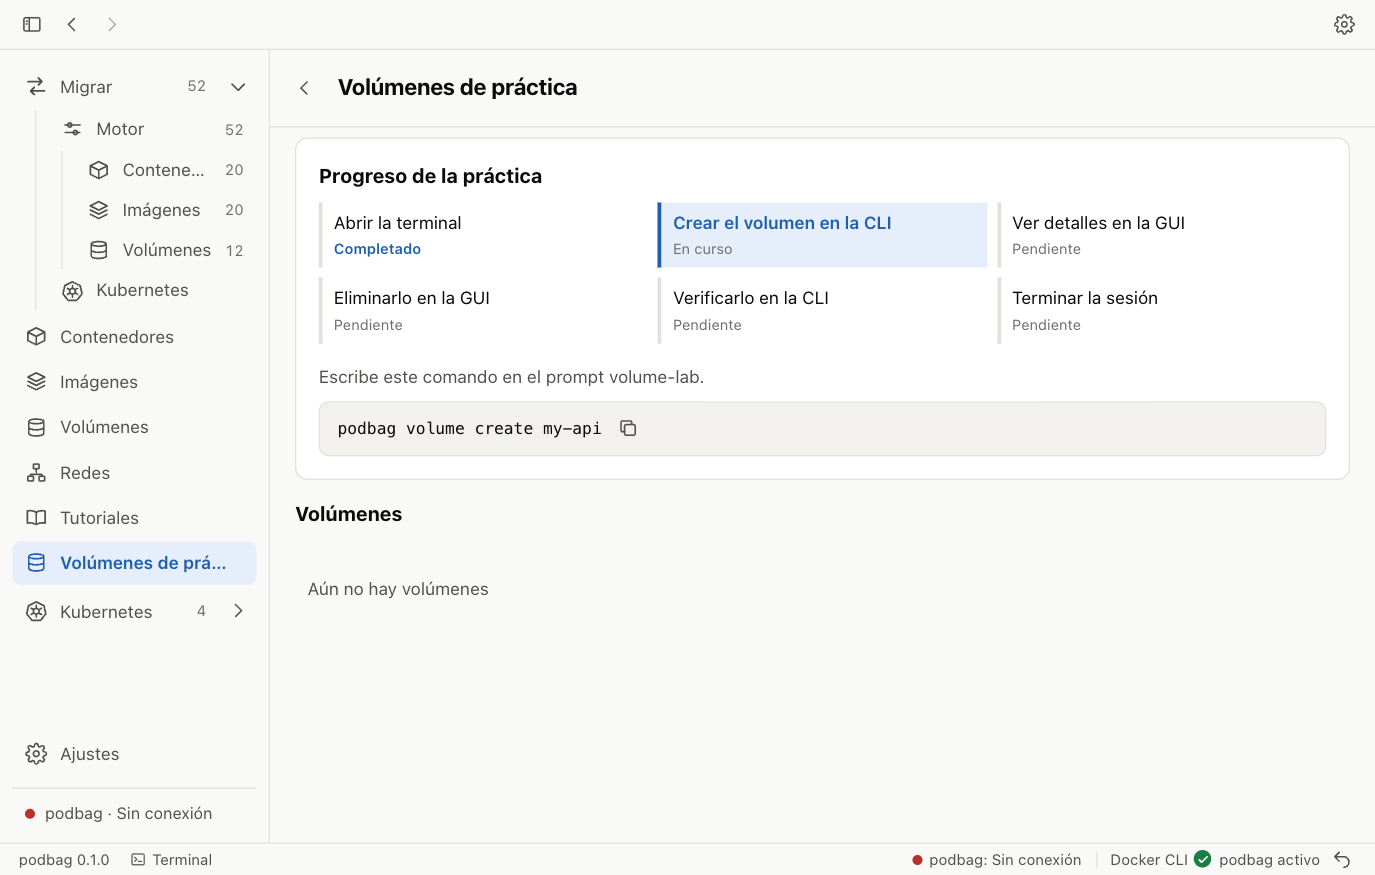 Migrar 52
Motor 52
Contene... 20
Imágenes 20
Volúmenes 12
Kubernetes
Contenedores
Imágenes
Volúmenes
Redes
Tutoriales
Volúmenes de prá...
Kubernetes 4
Ajustes
podbag · Sin conexión
Volúmenes de práctica
Progreso de la práctica
Abrir la terminal
Completado
Crear el volumen en la CLI
En curso
Ver detalles en la GUI
Pendiente
Eliminarlo en la GUI
Pendiente
Verificarlo en la CLI
Pendiente
Terminar la sesión
Pendiente
Escribe este comando en el prompt volume-lab.
podbag volume create my-api
Volúmenes
Aún no hay volúmenes
podbag 0.1.0 Terminal
podbag: Sin conexión Docker CLI podbag activo